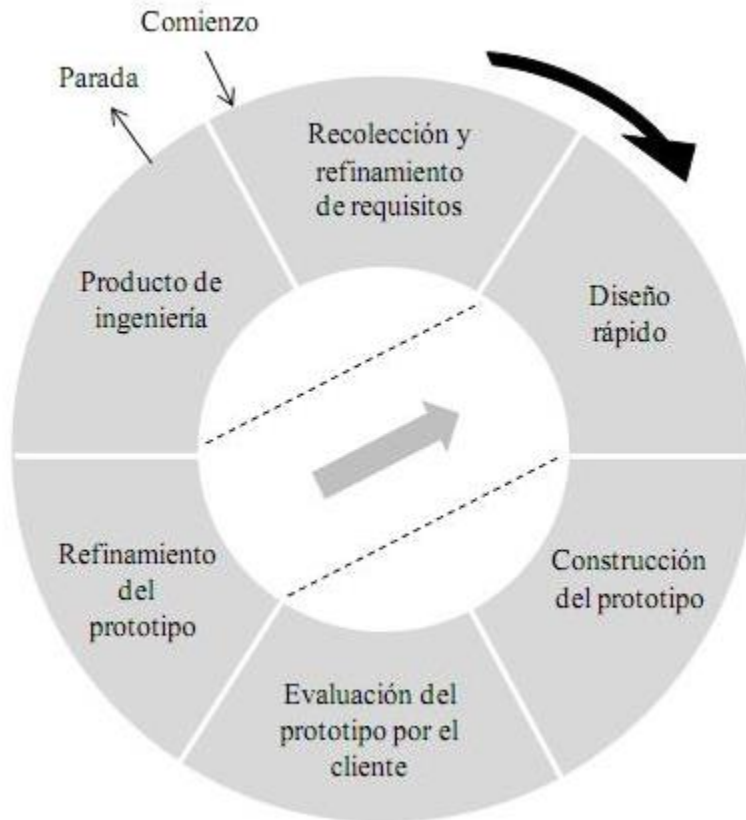 Comienzo
Parada
Recolección y
refinamiento
de requisitos
Diseño
rápido
Construcción
del prototipo
Evaluación del
prototipo por el
cliente
Refinamiento
del
prototipo
Producto de
ingeniería